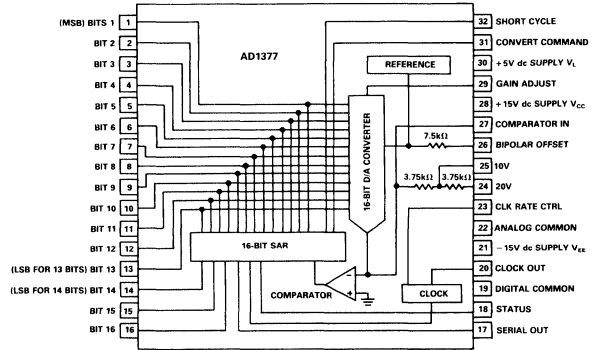 (MSB) BITS 1 1
BIT 2 2
BIT 3 3
BIT 4 4
BIT 5 5
BIT 6 6
BIT 7 7
BIT 8 8
BIT 9 9
BIT 10 10
BIT 11 11
BIT 12 12
(LSB FOR 13 BITS) BIT 13 13
(LSB FOR 14 BITS) BIT 14 14
BIT 15 15
BIT 16 16
AD1377
REFERENCE
16-BIT D/A CONVERTER
7.5kΩ
3.75kΩ
3.75kΩ
16-BIT SAR
COMPARATOR
−
+
CLOCK
32 SHORT CYCLE
31 CONVERT COMMAND
30 +5V dc SUPPLY VL
29 GAIN ADJUST
28 +15V dc SUPPLY VCC
27 COMPARATOR IN
26 BIPOLAR OFFSET
25 10V
24 20V
23 CLK RATE CTRL
22 ANALOG COMMON
21 −15V dc SUPPLY VEE
20 CLOCK OUT
19 DIGITAL COMMON
18 STATUS
17 SERIAL OUT